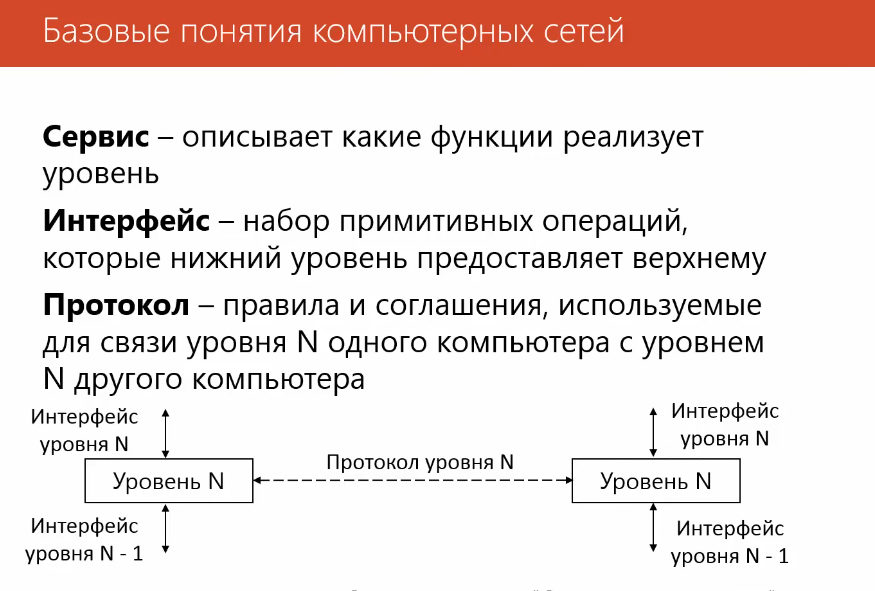 Базовые понятия компьютерных сетей
Сервис – описывает какие функции реализует
уровень
Интерфейс – набор примитивных операций,
которые нижний уровень предоставляет верхнему
Протокол – правила и соглашения, используемые
для связи уровня N одного компьютера с уровнем
N другого компьютера
Интерфейс
уровня N
Интерфейс
уровня N
Протокол уровня N
Уровень N
Уровень N
Интерфейс
уровня N - 1
Интерфейс
уровня N - 1